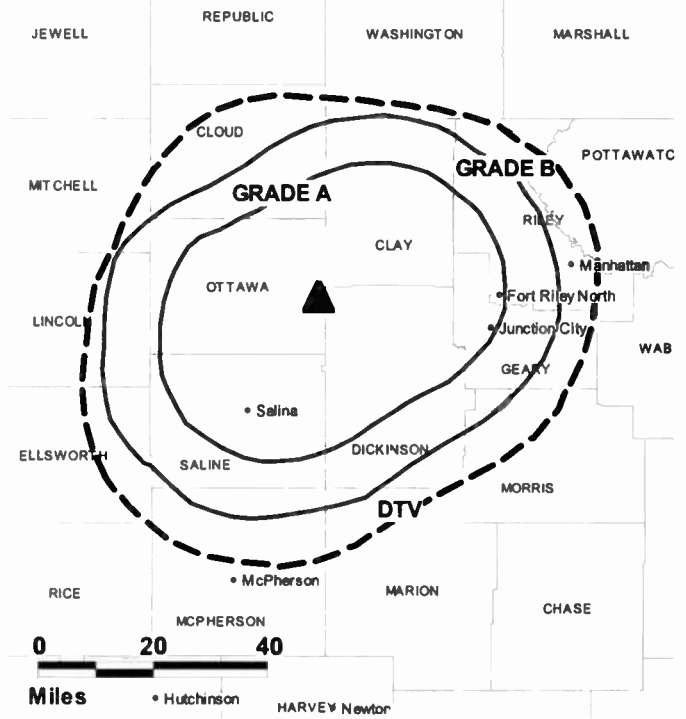 REPUBLIC
JEWELL
WASHINGTON
MARSHALL
CLOUD
POTTAWATC
GRADE B
MITCHELL
GRADE A
RILEY
CLAY
Manhattan
OTTAWA
Fort Riley North
LINCOLN
Junction City
WAB
GEARY
Salina
DICKINSON
ELLSWORTH
SALINE
MORRIS
DTV
McPherson
MARION
RICE
CHASE
MCPHERSON
0 20 40
Miles
Hutchinson
HARVEY Newton